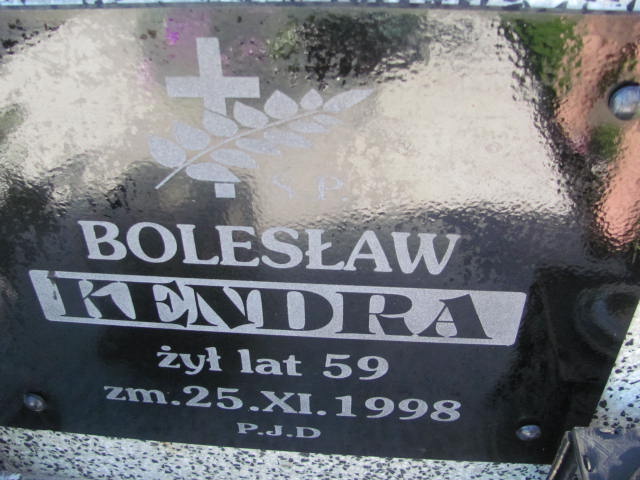 Ś P
BOLESŁAW
KENDRA
żył lat 59
zm.25.XI.1998
P.J.D